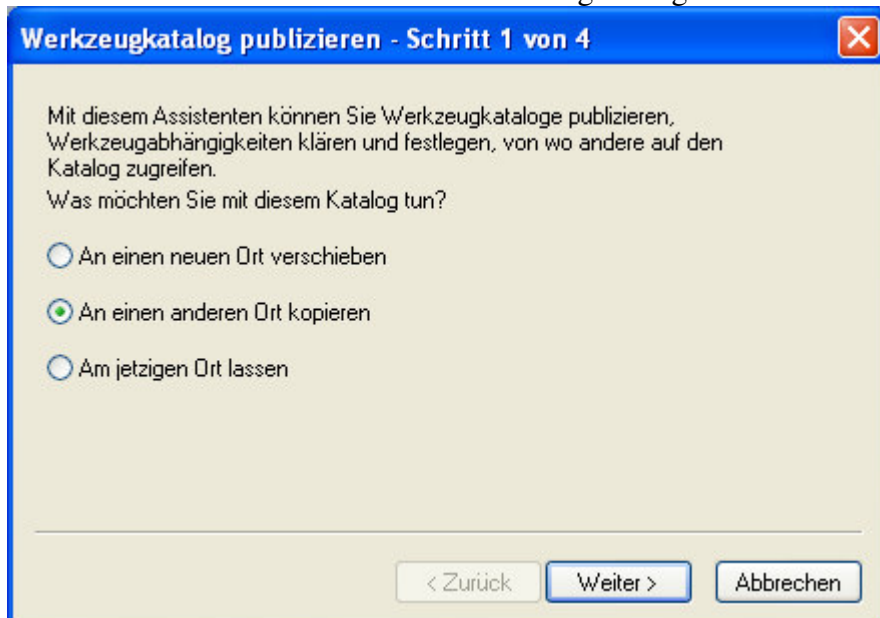 Werkzeugkatalog publizieren - Schritt 1 von 4
Mit diesem Assistenten können Sie Werkzeugkataloge publizieren,
Werkzeugabhängigkeiten klären und festlegen, von wo andere auf den
Katalog zugreifen.
Was möchten Sie mit diesem Katalog tun?
An einen neuen Ort verschieben
An einen anderen Ort kopieren
Am jetzigen Ort lassen
< Zurück
Weiter >
Abbrechen